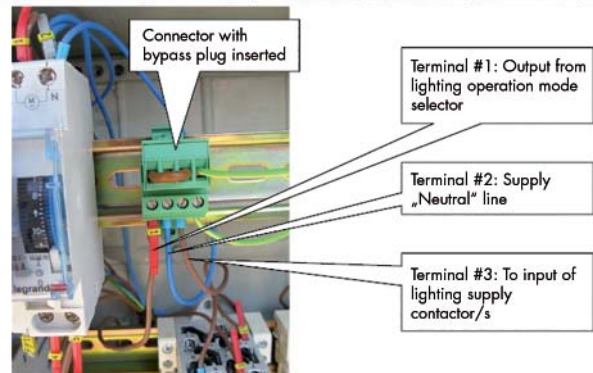 Connector with
bypass plug inserted
Terminal #1: Output from
lighting operation mode
selector
Terminal #2: Supply
„Neutral" line
Terminal #3: To input of
lighting supply
contactor/s
M
N
legrand